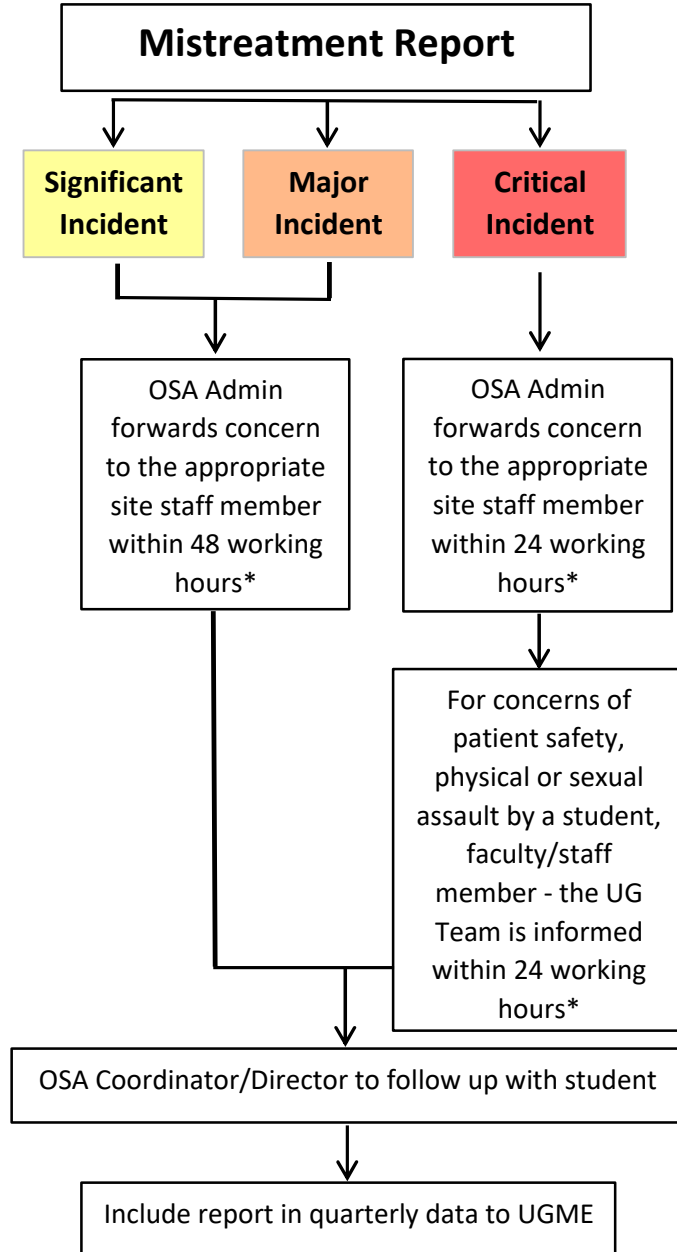 Mistreatment Report
Significant
Incident
Major
Incident
Critical
Incident
OSA Admin
forwards concern
to the appropriate
site staff member
within 48 working
hours*
OSA Admin
forwards concern
to the appropriate
site staff member
within 24 working
hours*
For concerns of
patient safety,
physical or sexual
assault by a student,
faculty/staff
member - the UG
Team is informed
within 24 working
hours*
OSA Coordinator/Director to follow up with student
Include report in quarterly data to UGME